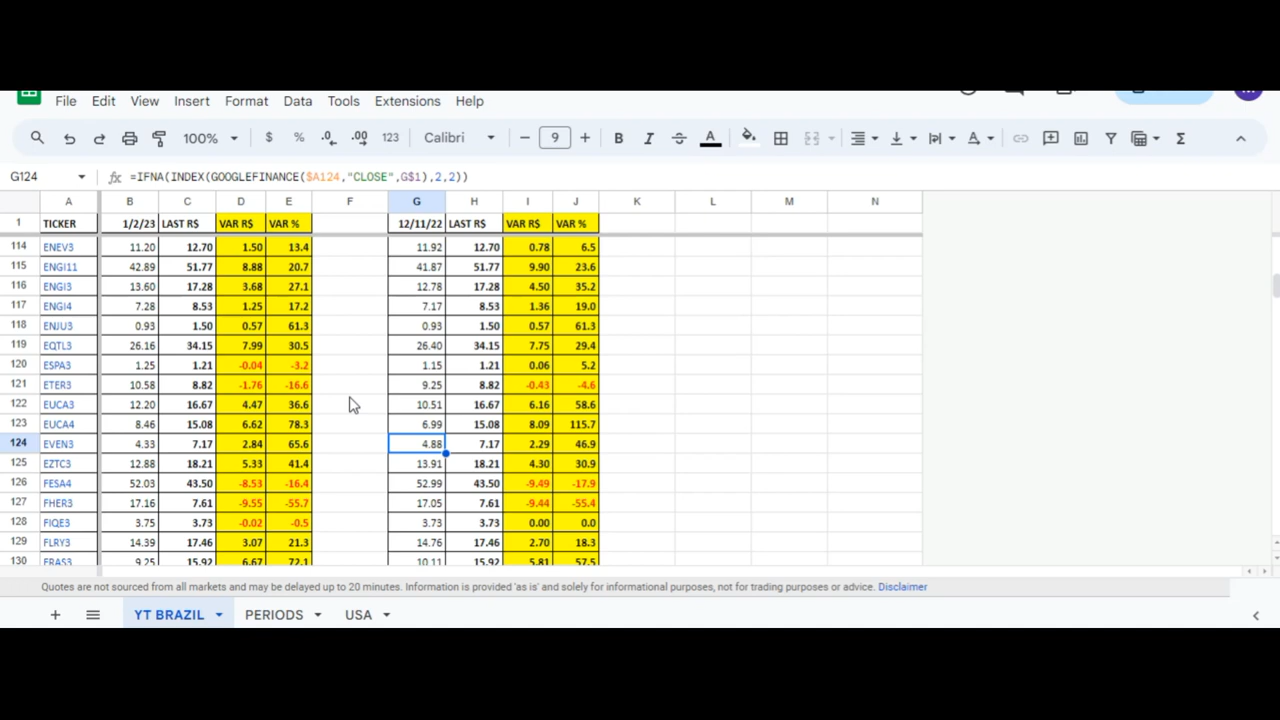 File Edit View Insert Format Data Tools Extensions Help
100% $ % .0 .00 123 Calibri 9 B I S A Σ
G124 fx =IFNA(INDEX(GOOGLEFINANCE($A124,"CLOSE",G$1),2,2))
A B C D E F G H I J K L M N
1 TICKER 1/2/23 LAST R$ VAR R$ VAR % 12/11/22 LAST R$ VAR R$ VAR %
114 ENEV3 11.20 12.70 1.50 13.4 11.92 12.70 0.78 6.5
115 ENGI11 42.89 51.77 8.88 20.7 41.87 51.77 9.90 23.6
116 ENGI3 13.60 17.28 3.68 27.1 12.78 17.28 4.50 35.2
117 ENGI4 7.28 8.53 1.25 17.2 7.17 8.53 1.36 19.0
118 ENJU3 0.93 1.50 0.57 61.3 0.93 1.50 0.57 61.3
119 EQTL3 26.16 34.15 7.99 30.5 26.40 34.15 7.75 29.4
120 ESPA3 1.25 1.21 -0.04 -3.2 1.15 1.21 0.06 5.2
121 ETER3 10.58 8.82 -1.76 -16.6 9.25 8.82 -0.43 -4.6
122 EUCA3 12.20 16.67 4.47 36.6 10.51 16.67 6.16 58.6
123 EUCA4 8.46 15.08 6.62 78.3 6.99 15.08 8.09 115.7
124 EVEN3 4.33 7.17 2.84 65.6 4.88 7.17 2.29 46.9
125 EZTC3 12.88 18.21 5.33 41.4 13.91 18.21 4.30 30.9
126 FESA4 52.03 43.50 -8.53 -16.4 52.99 43.50 -9.49 -17.9
127 FHER3 17.16 7.61 -9.55 -55.7 17.05 7.61 -9.44 -55.4
128 FIQE3 3.75 3.73 -0.02 -0.5 3.73 3.73 0.00 0.0
129 FLRY3 14.39 17.46 3.07 21.3 14.76 17.46 2.70 18.3
130 FRAS3 9.25 15.92 6.67 72.1 10.11 15.92 5.81 57.5
Quotes are not sourced from all markets and may be delayed up to 20 minutes. Information is provided 'as is' and solely for informational purposes, not for trading purposes or advice. Disclaimer
YT BRAZIL PERIODS USA